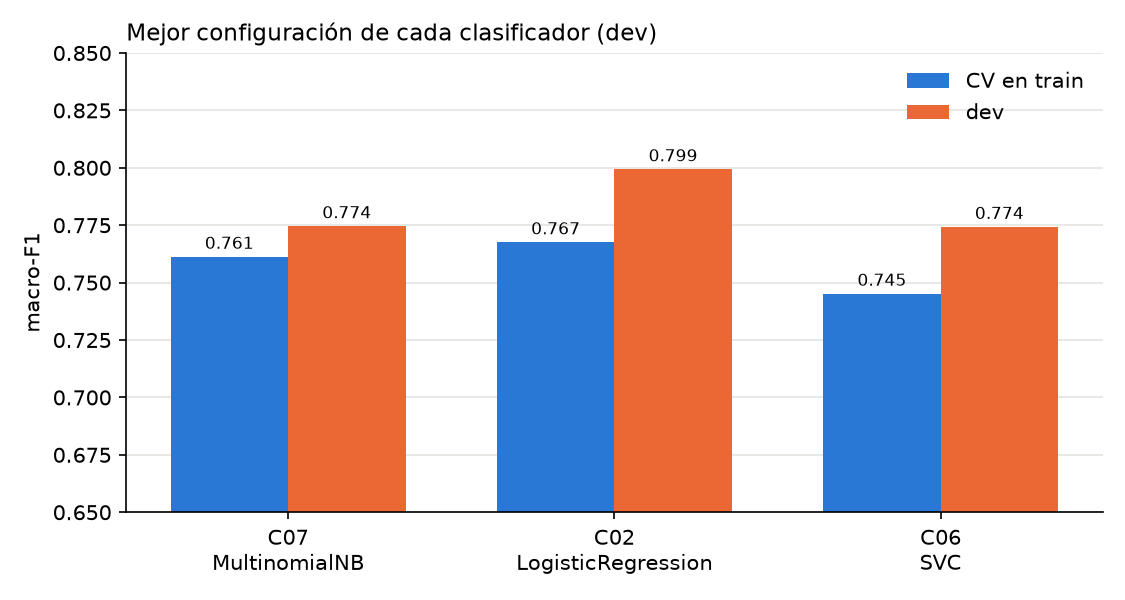 Mejor configuración de cada clasificador (dev)
0.850
0.825
0.800
0.775
0.750
0.725
0.700
0.675
0.650
macro-F1
CV en train
dev
0.761
0.774
0.767
0.799
0.745
0.774
C07
MultinomialNB
C02
LogisticRegression
C06
SVC